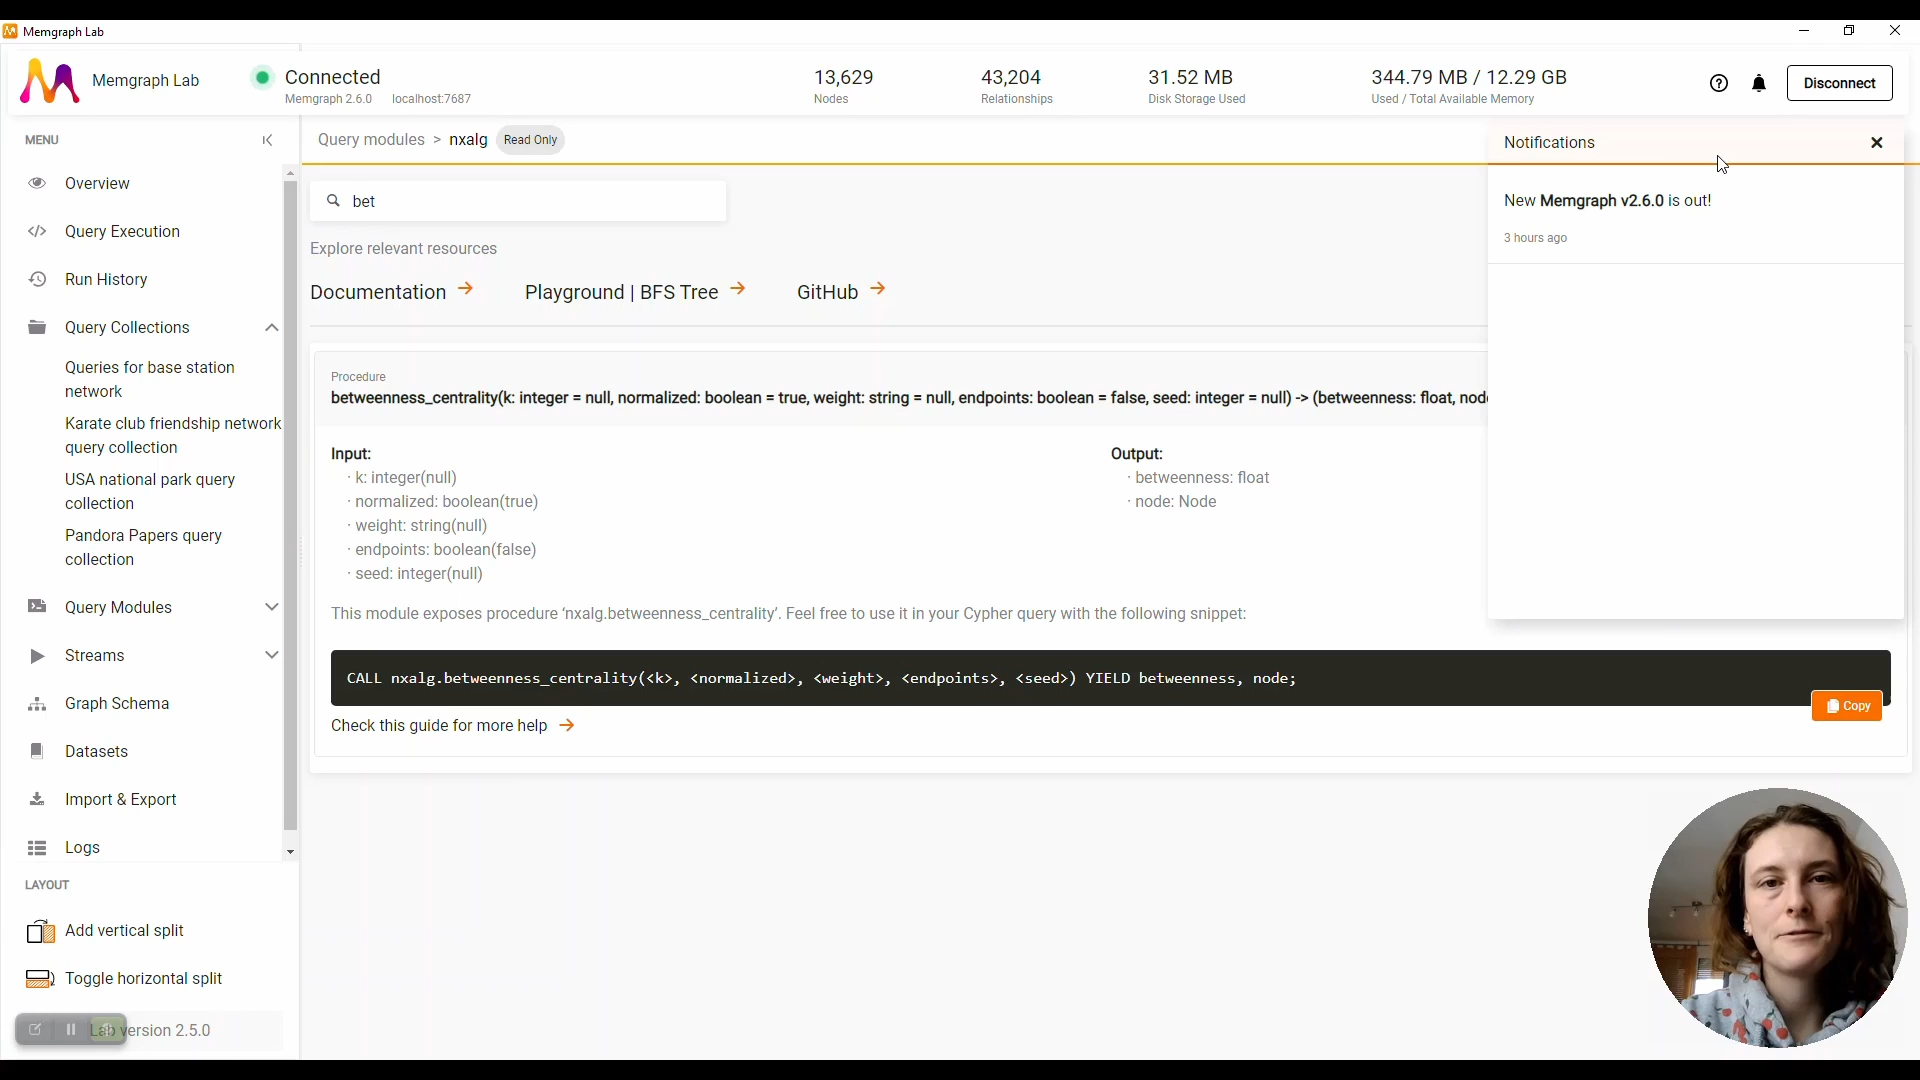 Memgraph Lab
Memgraph Lab
Connected
Memgraph 2.6.0 localhost:7687
13,629
Nodes
43,204
Relationships
31.52 MB
Disk Storage Used
344.79 MB / 12.29 GB
Used / Total Available Memory
Disconnect
MENU
Overview
Query Execution
Run History
Query Collections
Queries for base station
network
Karate club friendship network
query collection
USA national park query
collection
Pandora Papers query
collection
Query Modules
Streams
Graph Schema
Datasets
Import & Export
Logs
LAYOUT
Add vertical split
Toggle horizontal split
Lab version 2.5.0
Query modules > nxalg Read Only
bet
Explore relevant resources
Documentation → Playground | BFS Tree → GitHub →
Procedure
betweenness_centrality(k: integer = null, normalized: boolean = true, weight: string = null, endpoints: boolean = false, seed: integer = null) -> (betweenness: float, node
Input:
· k: integer(null)
· normalized: boolean(true)
· weight: string(null)
· endpoints: boolean(false)
· seed: integer(null)
Output:
· betweenness: float
· node: Node
This module exposes procedure 'nxalg.betweenness_centrality'. Feel free to use it in your Cypher query with the following snippet:
CALL nxalg.betweenness_centrality(<k>, <normalized>, <weight>, <endpoints>, <seed>) YIELD betweenness, node;
Copy
Check this guide for more help →
Notifications
New Memgraph v2.6.0 is out!
3 hours ago